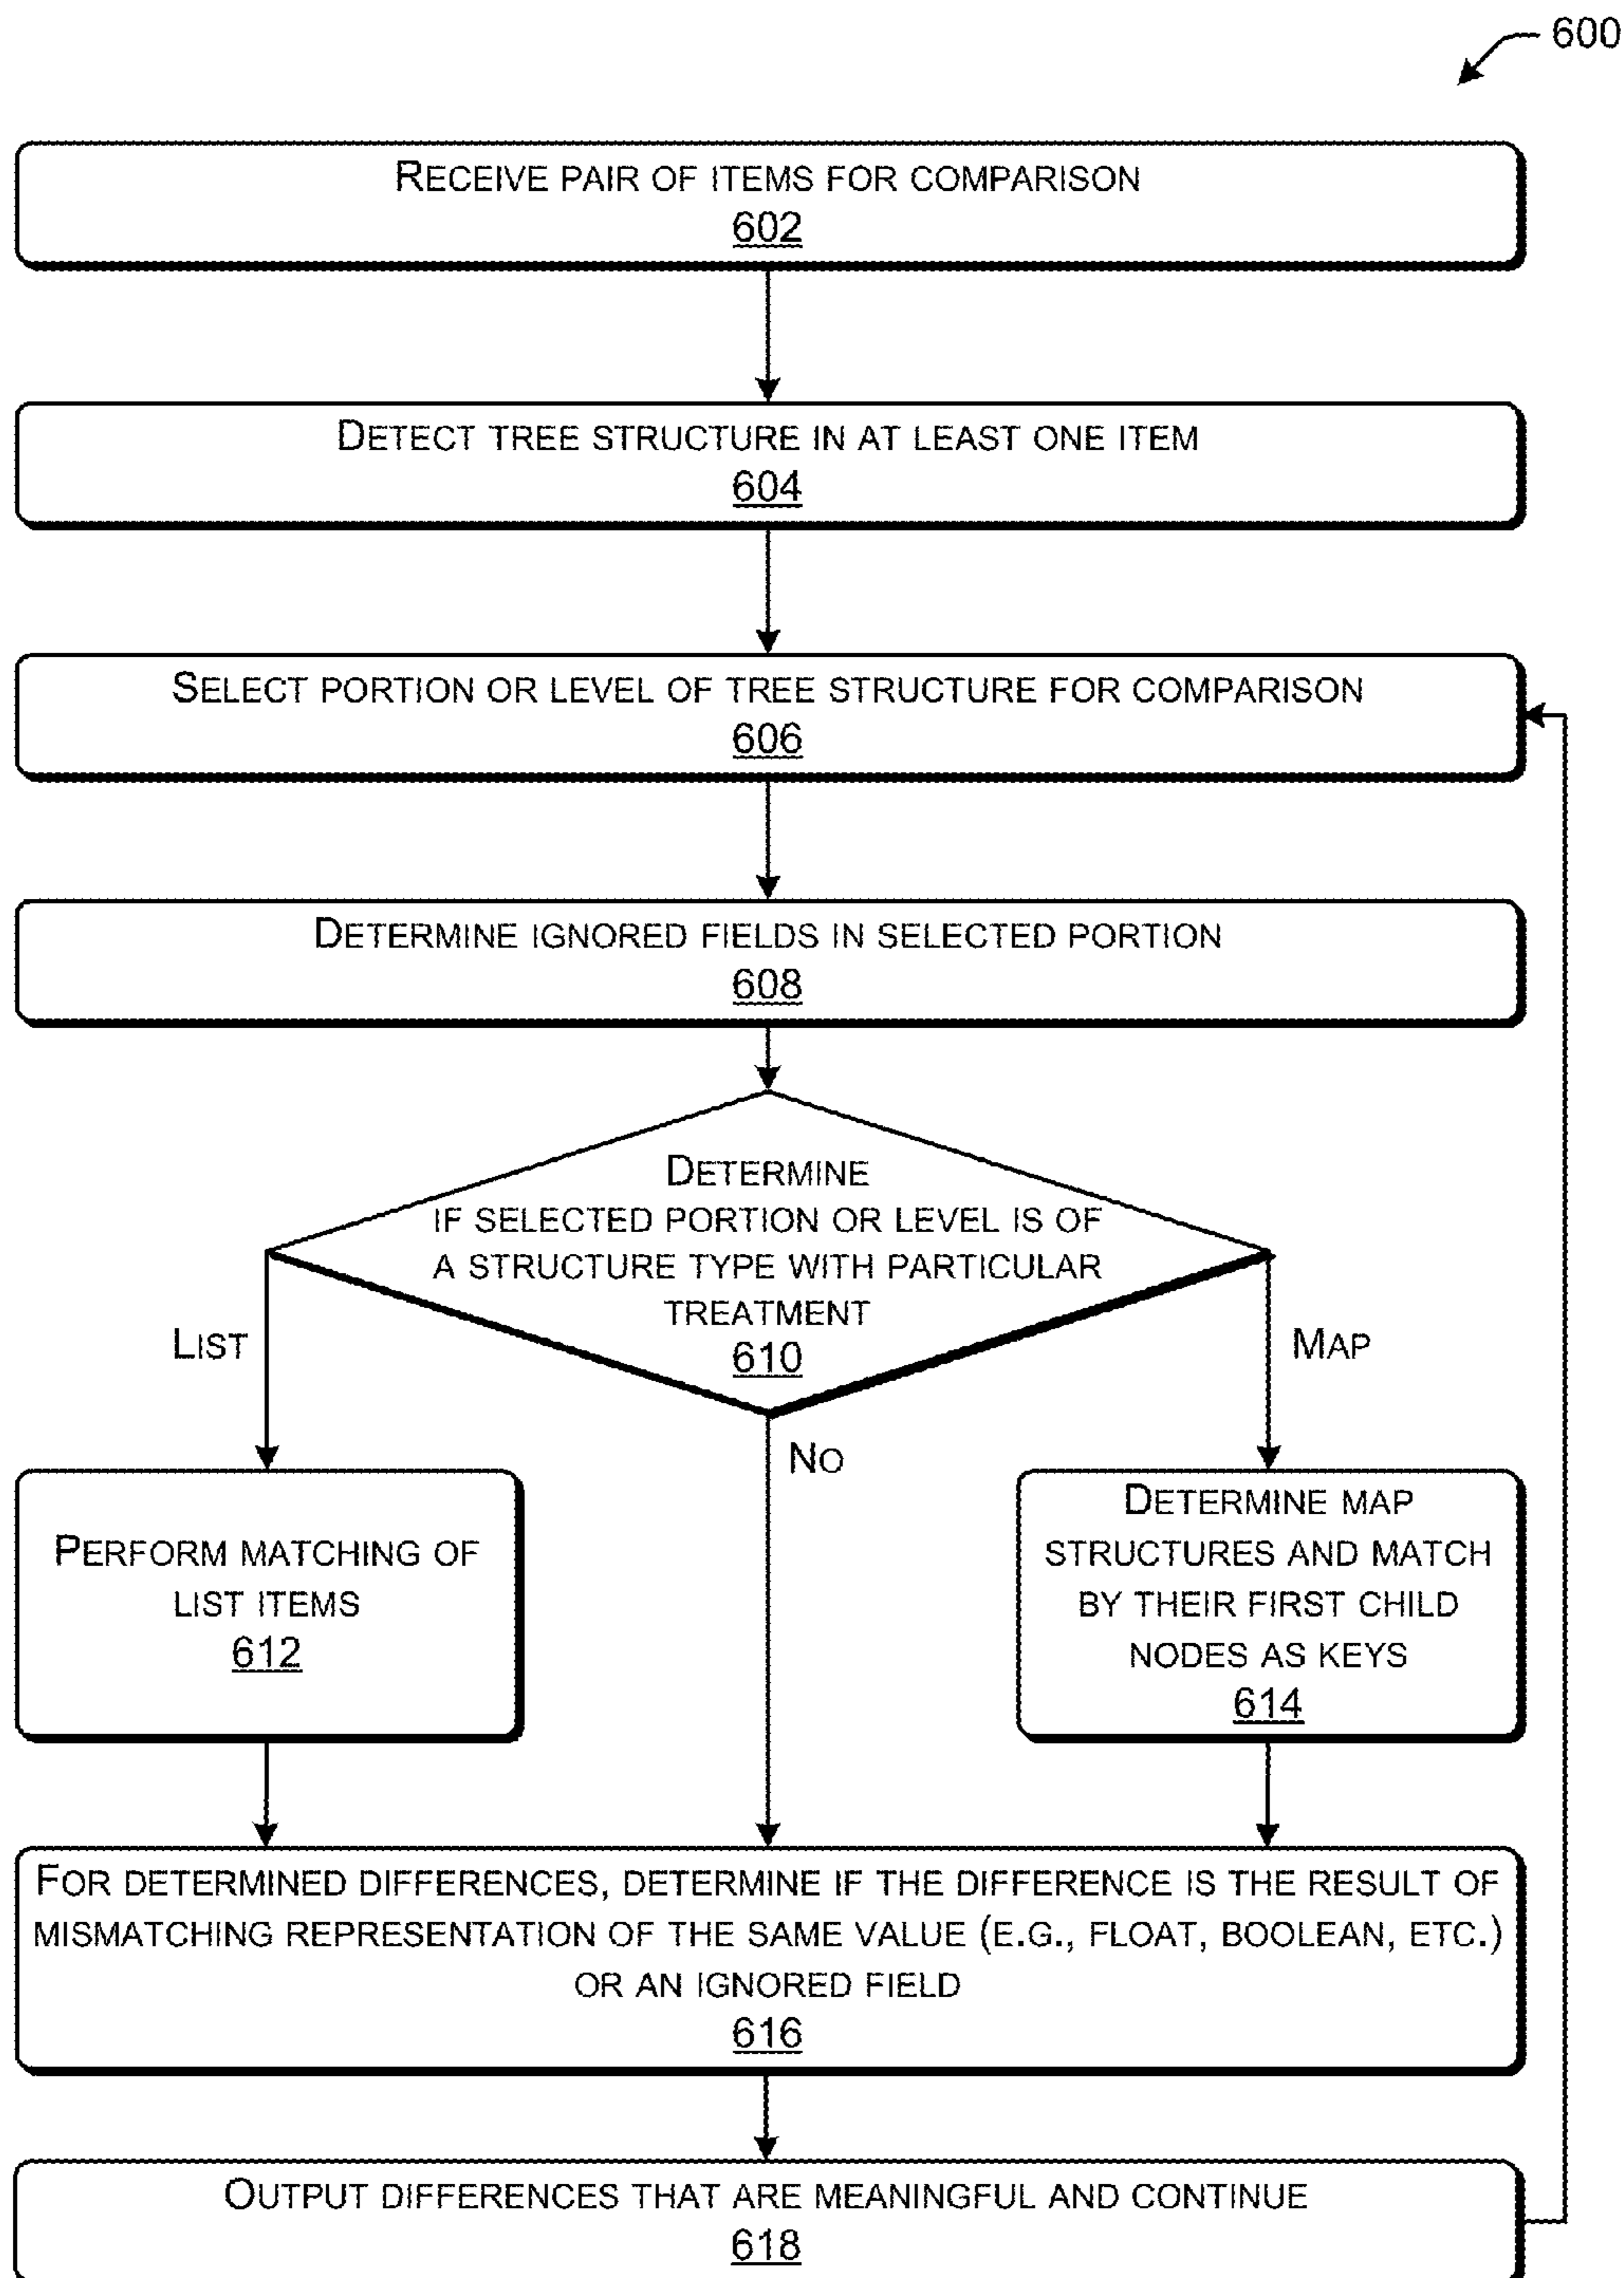 600
RECEIVE PAIR OF ITEMS FOR COMPARISON
602
DETECT TREE STRUCTURE IN AT LEAST ONE ITEM
604
SELECT PORTION OR LEVEL OF TREE STRUCTURE FOR COMPARISON
606
DETERMINE IGNORED FIELDS IN SELECTED PORTION
608
DETERMINE
IF SELECTED PORTION OR LEVEL IS OF
A STRUCTURE TYPE WITH PARTICULAR
TREATMENT
610
LIST
MAP
NO
PERFORM MATCHING OF
LIST ITEMS
612
DETERMINE MAP
STRUCTURES AND MATCH
BY THEIR FIRST CHILD
NODES AS KEYS
614
FOR DETERMINED DIFFERENCES, DETERMINE IF THE DIFFERENCE IS THE RESULT OF
MISMATCHING REPRESENTATION OF THE SAME VALUE (E.G., FLOAT, BOOLEAN, ETC.)
OR AN IGNORED FIELD
616
OUTPUT DIFFERENCES THAT ARE MEANINGFUL AND CONTINUE
618